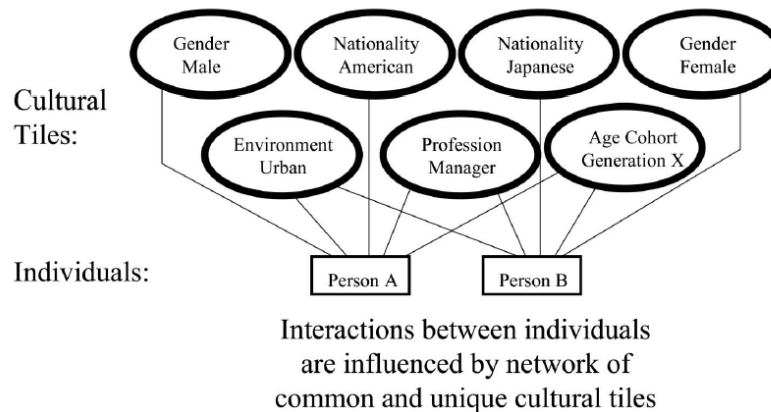 Gender
Male
Nationality
American
Nationality
Japanese
Gender
Female
Cultural
Tiles:
Environment
Urban
Profession
Manager
Age Cohort
Generation X
Individuals:
Person A
Person B
Interactions between individuals
are influenced by network of
common and unique cultural tiles